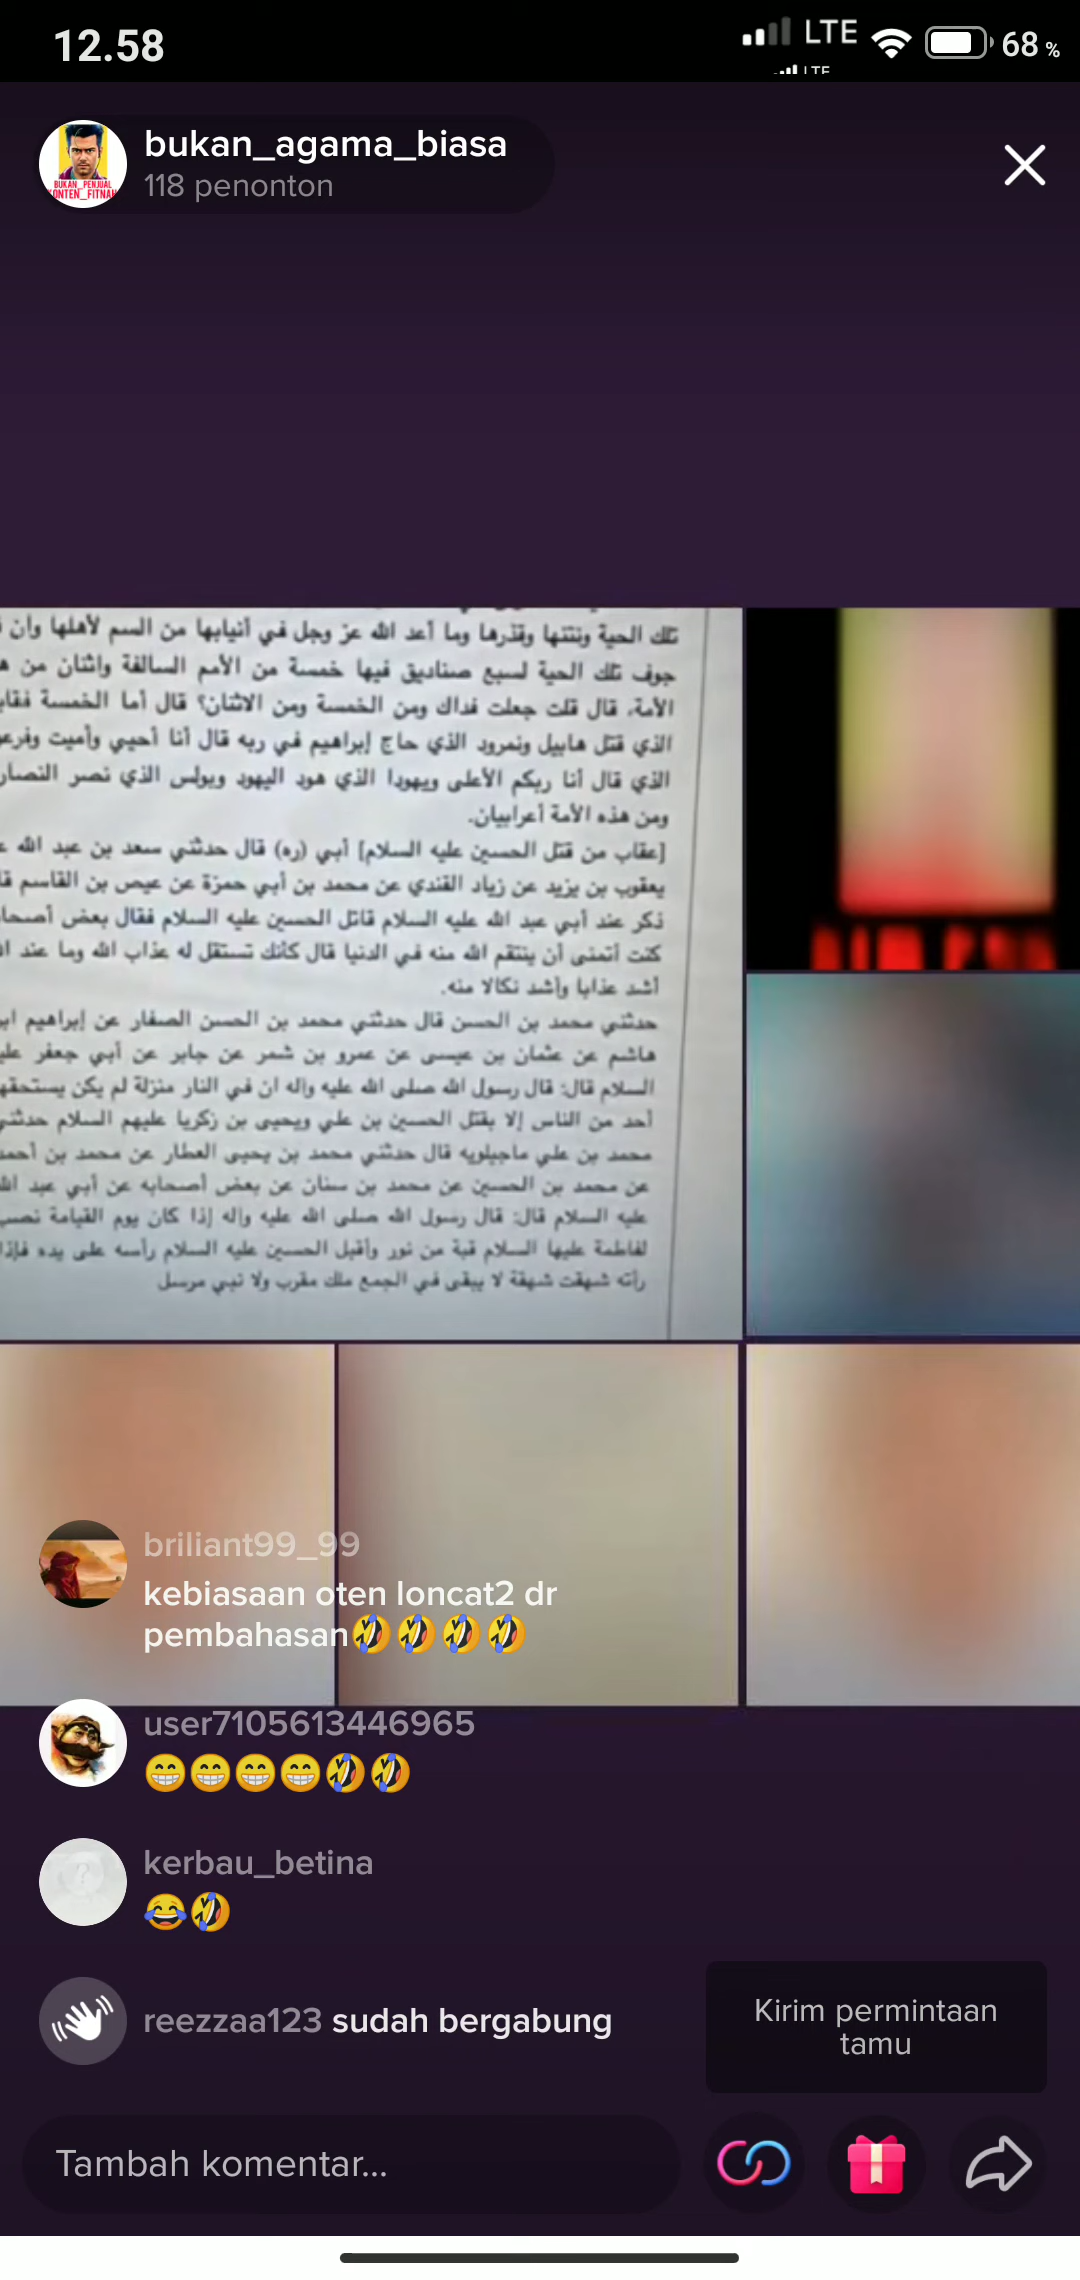 12.58
LTE
68 %
LTE
bukan_agama_biasa
118 penonton
BUKAN_PENJUAL
KONTEN_FITNAH
تلك الحية ونتنها وقذرها وما أعد الله عز وجل في أنيابها من السم لأهلها وأن
جوف تلك الحية لسبع صناديق فيها خمسة من الأمم السالفة واثنان من
الأمة، قال قلت جعلت فداك ومن الخمسة ومن الاثنان؟ قال أما الخمسة
الذي قتل هابيل ونمرود الذي حاج إبراهيم في ربه قال أنا أحيي وأميت
الذي قال أنا ربكم الأعلى ويهودا الذي هود اليهود وبولس الذي نصر
ومن هذه الأمة أعرابيان.
[عقاب من قتل الحسين عليه السلام] أبي (ره) قال حدثني سعد بن عبد الله
يعقوب بن يزيد عن زياد القندي عن محمد بن أبي حمزة عن عيص بن القاسم
ذكر عند أبي عبد الله عليه السلام قاتل الحسين عليه السلام فقال بعض
كنت أتمنى أن ينتقم الله منه في الدنيا قال كأنك تستقل له عذاب الله وما عند
أشد عذابا وأشد نكالا منه.
حدثني محمد بن الحسن قال حدثني محمد بن الحسن الصفار عن إبراهيم
هاشم عن عثمان بن عيسى عن عمرو بن شمر عن جابر عن أبي جعفر
السلام قال: قال رسول الله صلى الله عليه وآله ان في النار منزلة لم يكن
أحد من الناس إلا بقتل الحسين بن علي ويحيى بن زكريا عليهم السلام
محمد بن علي ماجيلويه قال حدثني محمد بن يحيى العطار عن محمد بن
عن محمد بن الحسين عن محمد بن سنان عن بعض أصحابه عن أبي عبد
عليه السلام قال: قال رسول الله صلى الله عليه وآله إذا كان يوم القيامة
لفاطمة عليها السلام قبة من نور وأقبل الحسين عليه السلام رأسه على يده
رأته شهقت شهقة لا يبقى في الجمع ملك مقرب ولا نبي مرسل
briliant99_99
kebiasaan oten loncat2 dr
pembahasan🤣🤣🤣🤣
user7105613446965
😁😁😁😁🤣🤣
kerbau_betina
😂🤣
reezzaa123 sudah bergabung
Kirim permintaan
tamu
Tambah komentar...